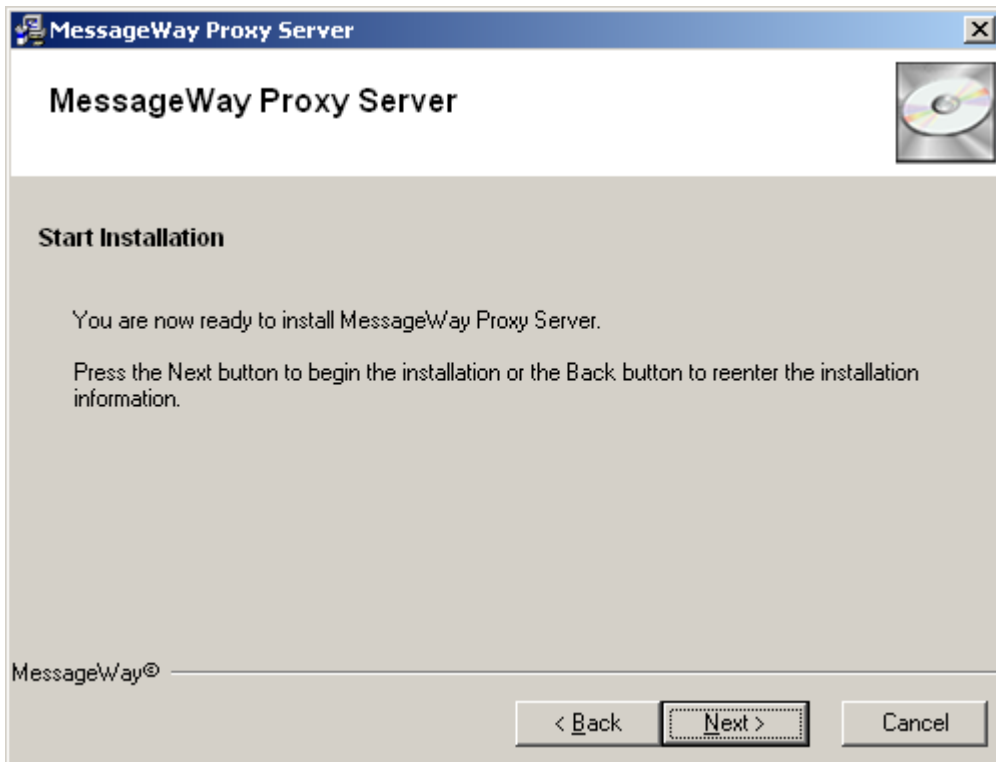 MessageWay Proxy Server
MessageWay Proxy Server
Start Installation
You are now ready to install MessageWay Proxy Server.
Press the Next button to begin the installation or the Back button to reenter the installation
information.
MessageWay©
< Back
Next >
Cancel